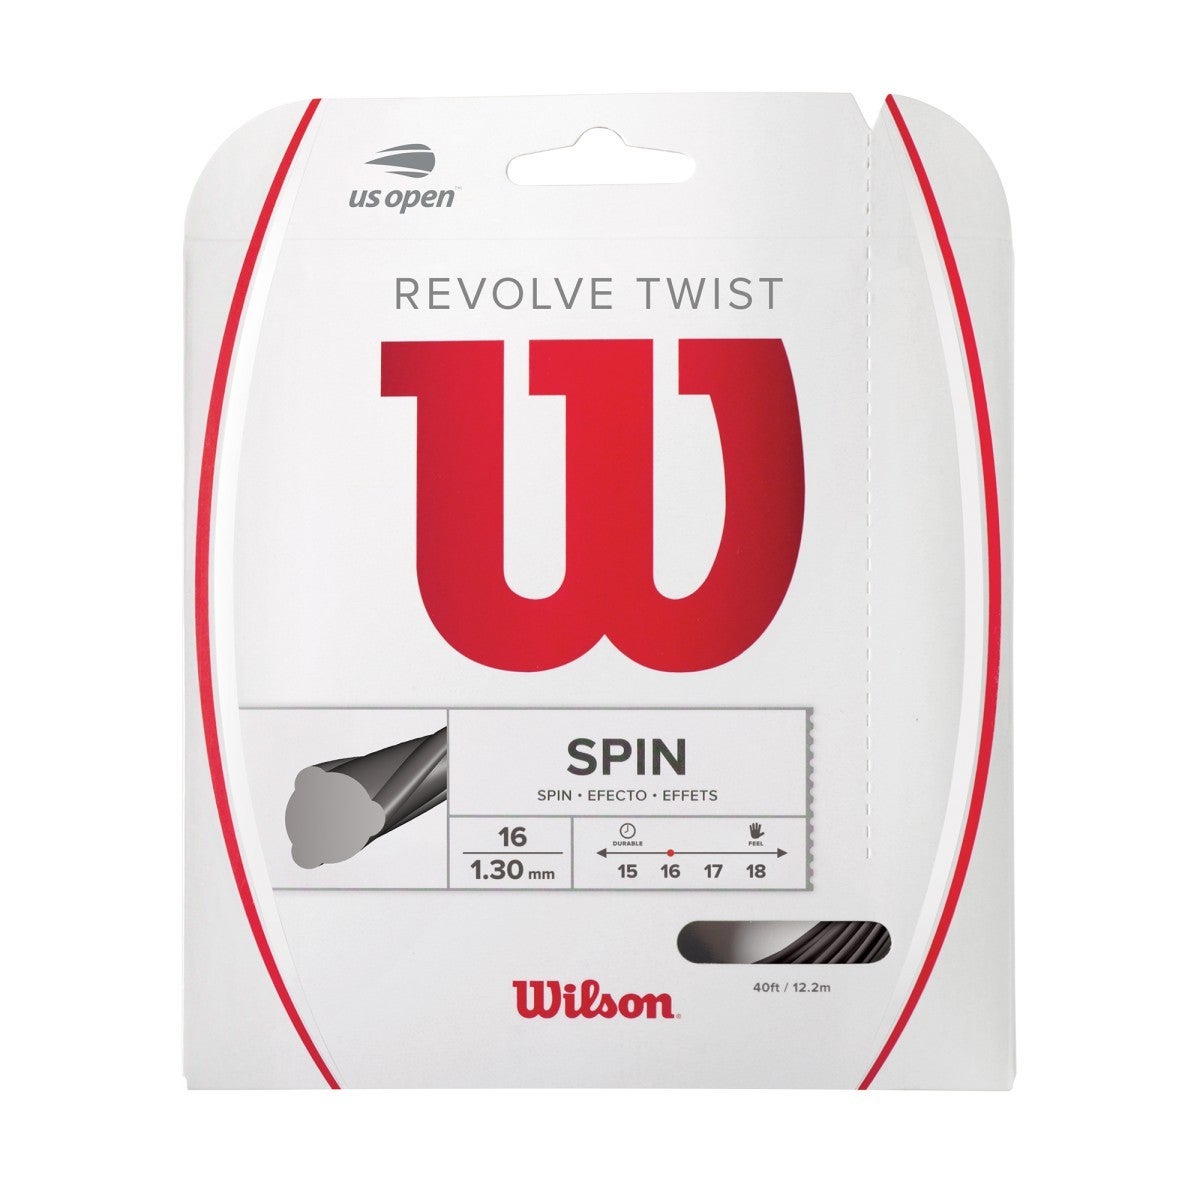 us open™
REVOLVE TWIST
W
SPIN
SPIN • EFECTO • EFFETS
16
1.30 mm
DURABLE FEEL
15 16 17 18
40ft / 12.2m
Wilson®